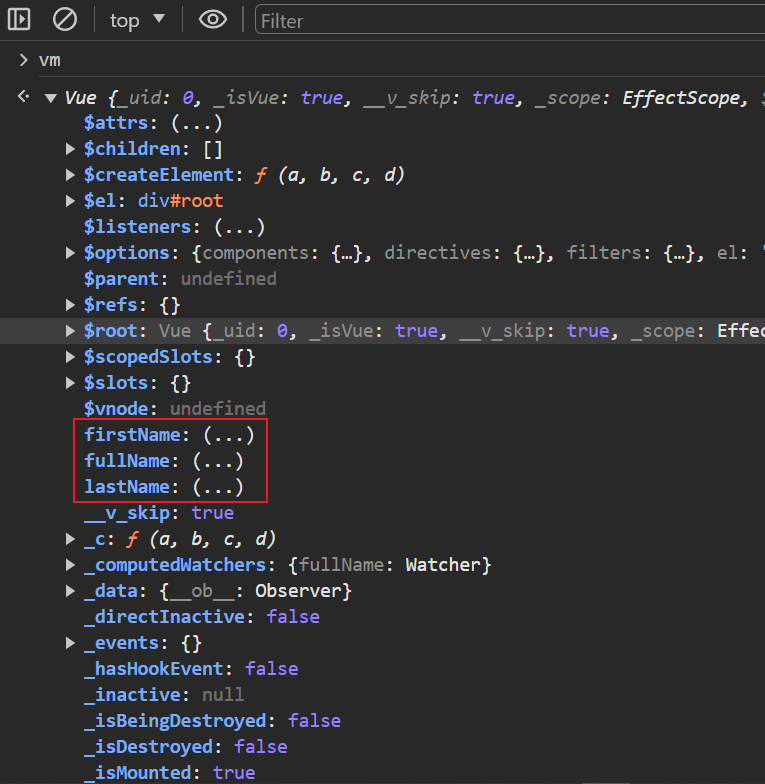 top ▼ Filter
> vm
Vue {_uid: 0, _isVue: true, __v_skip: true, _scope: EffectScope, $
$attrs: (...)
$children: []
$createElement: ƒ (a, b, c, d)
$el: div#root
$listeners: (...)
$options: {components: {…}, directives: {…}, filters: {…}, el: '
$parent: undefined
$refs: {}
$root: Vue {_uid: 0, _isVue: true, __v_skip: true, _scope: Effec
$scopedSlots: {}
$slots: {}
$vnode: undefined
firstName: (...)
fullName: (...)
lastName: (...)
__v_skip: true
_c: ƒ (a, b, c, d)
_computedWatchers: {fullName: Watcher}
_data: {__ob__: Observer}
_directInactive: false
_events: {}
_hasHookEvent: false
_inactive: null
_isBeingDestroyed: false
_isDestroyed: false
_isMounted: true